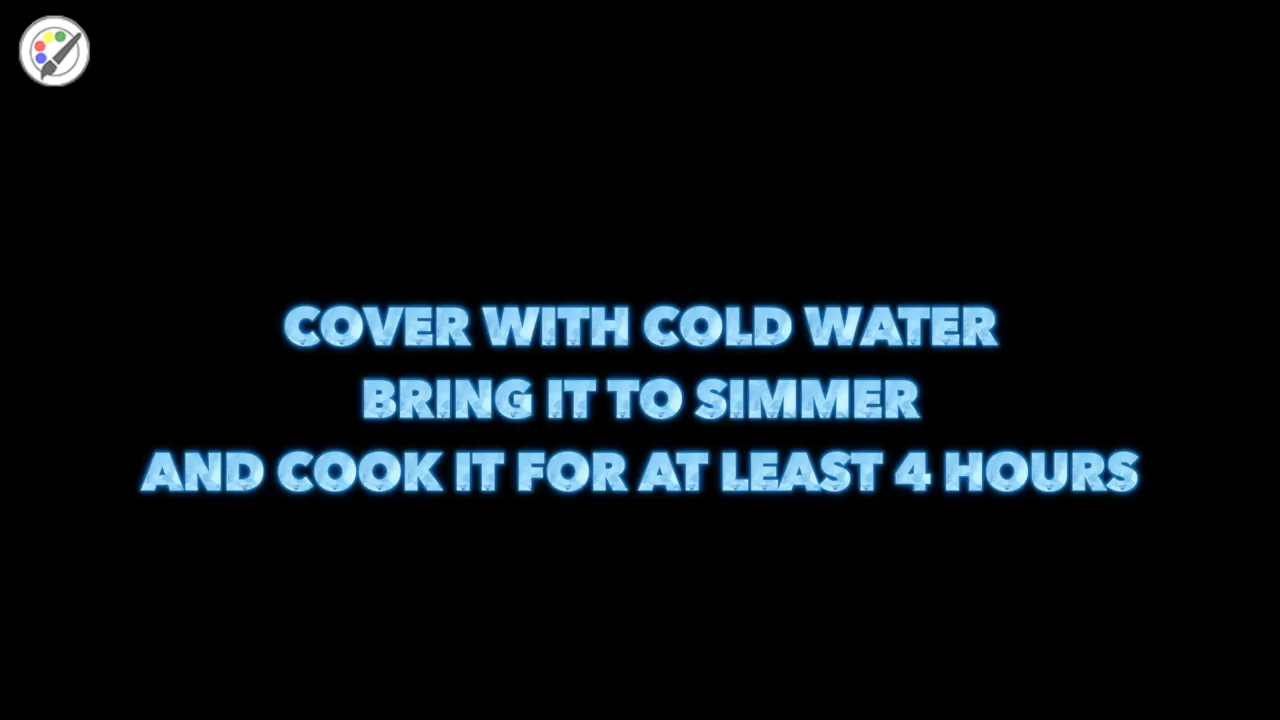 COVER WITH COLD WATER
BRING IT TO SIMMER
AND COOK IT FOR AT LEAST 4 HOURS